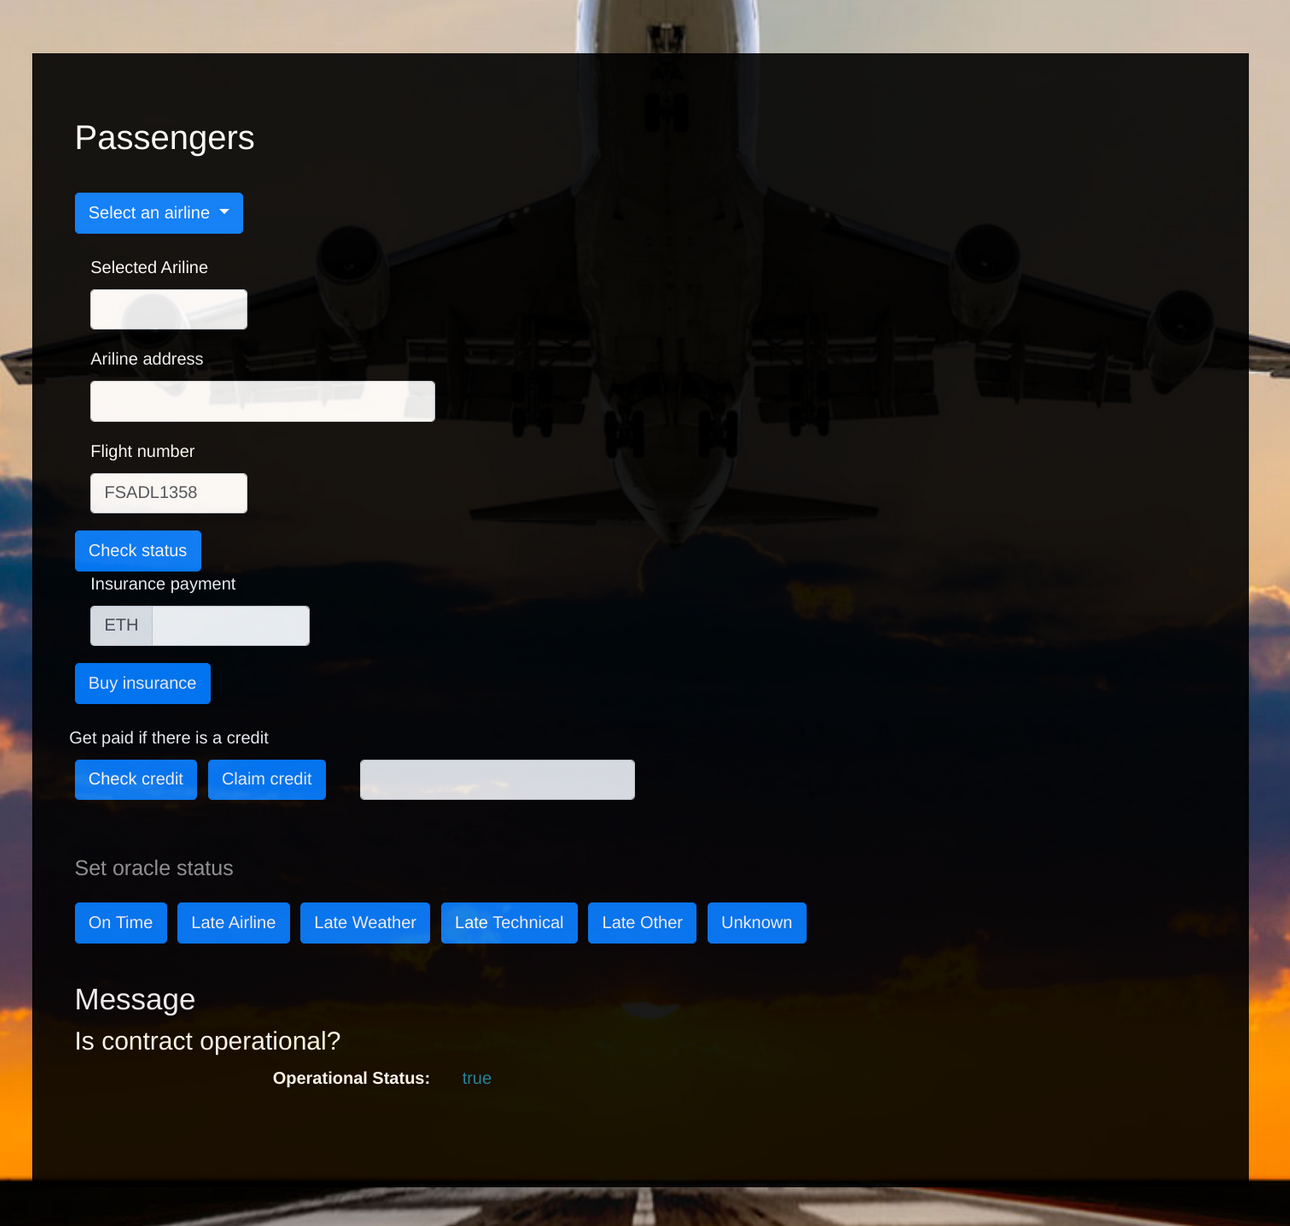 Passengers
Select an airline
Selected Ariline
Ariline address
Flight number
FSADL1358
Check status
Insurance payment
ETH
Buy insurance
Get paid if there is a credit
Check credit Claim credit
Set oracle status
On Time Late Airline Late Weather Late Technical Late Other Unknown
Message
Is contract operational?
Operational Status: true